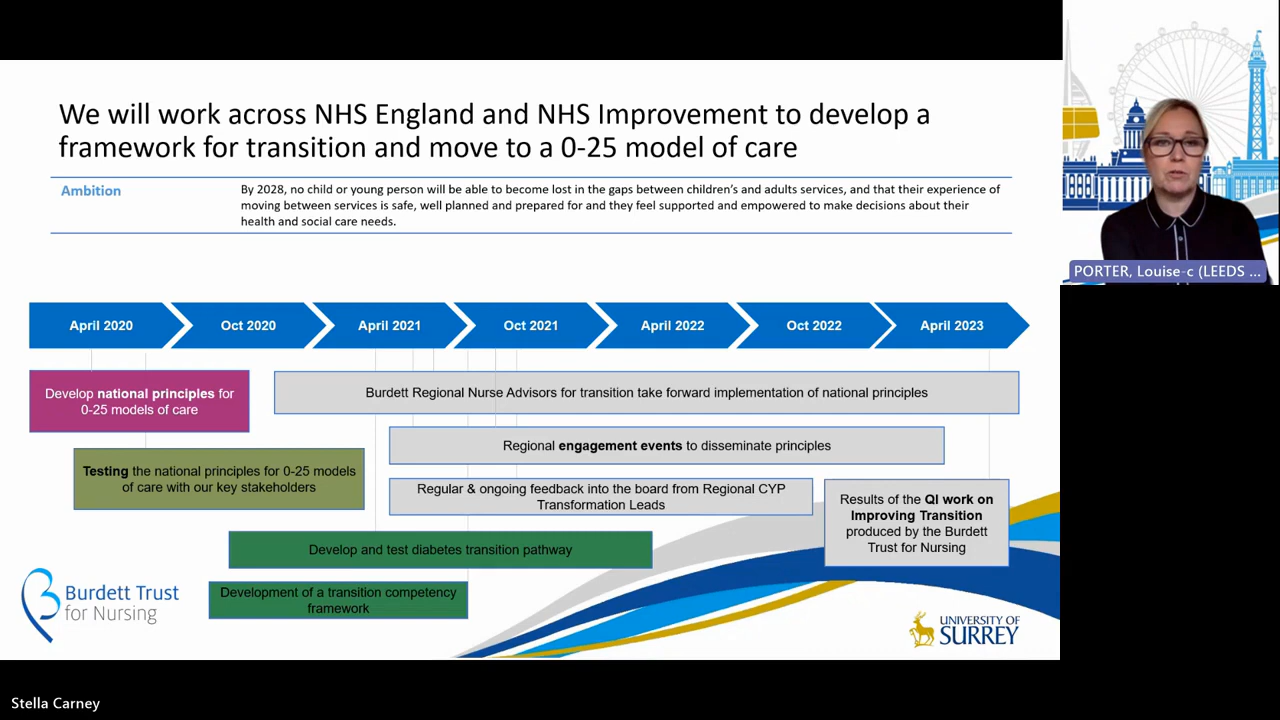 We will work across NHS England and NHS Improvement to develop a
framework for transition and move to a 0-25 model of care
Ambition
By 2028, no child or young person will be able to become lost in the gaps between children’s and adults services, and that their experience of
moving between services is safe, well planned and prepared for and they feel supported and empowered to make decisions about their
health and social care needs.
PORTER, Louise-c (LEEDS ...
April 2020
Oct 2020
April 2021
Oct 2021
April 2022
Oct 2022
April 2023
Develop national principles for
0-25 models of care
Burdett Regional Nurse Advisors for transition take forward implementation of national principles
Regional engagement events to disseminate principles
Testing the national principles for 0-25 models
of care with our key stakeholders
Regular & ongoing feedback into the board from Regional CYP
Transformation Leads
Results of the QI work on
Improving Transition
produced by the Burdett
Trust for Nursing
Develop and test diabetes transition pathway
Development of a transition competency
framework
Burdett Trust
for Nursing
UNIVERSITY OF
SURREY
Stella Carney